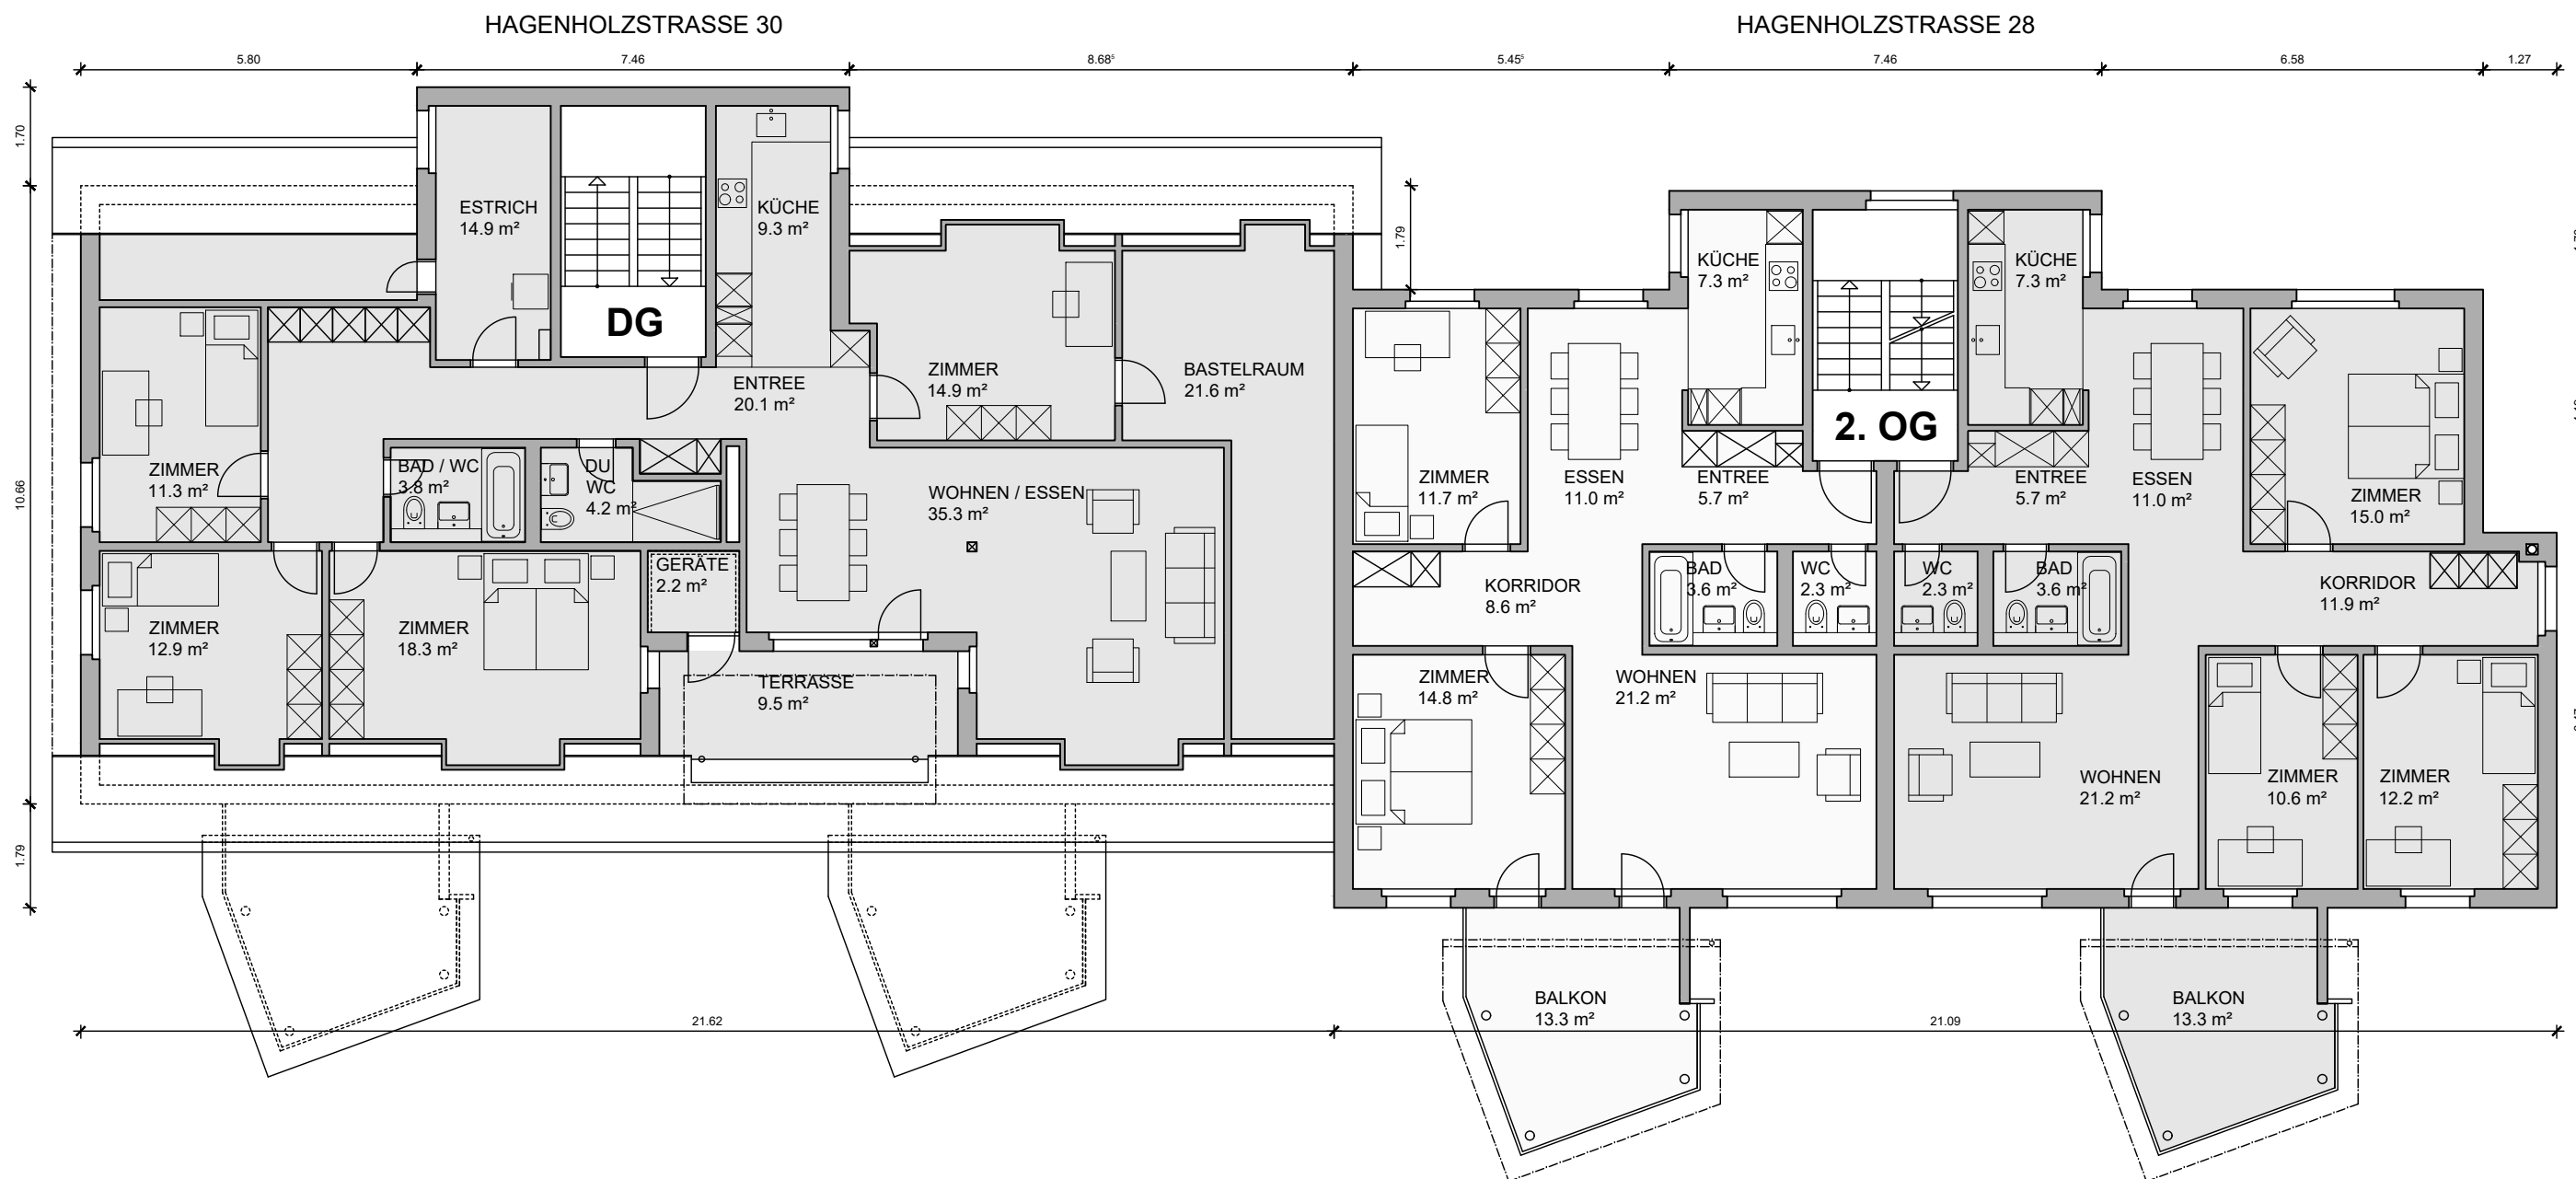 HAGENHOLZSTRASSE 30
HAGENHOLZSTRASSE 28
5.80
7.46
8.68⁵
5.45⁵
7.46
6.58
1.27
1.70
10.66
1.79
1.79
ESTRICH
14.9 m²
KÜCHE
9.3 m²
DG
ENTREE
20.1 m²
ZIMMER
14.9 m²
BASTELRAUM
21.6 m²
ZIMMER
11.3 m²
BAD / WC
3.8 m²
DU
WC
4.2 m²
WOHNEN / ESSEN
35.3 m²
GERÄTE
2.2 m²
ZIMMER
12.9 m²
ZIMMER
18.3 m²
TERRASSE
9.5 m²
KÜCHE
7.3 m²
KÜCHE
7.3 m²
2. OG
ZIMMER
11.7 m²
ESSEN
11.0 m²
ENTREE
5.7 m²
ENTREE
5.7 m²
ESSEN
11.0 m²
ZIMMER
15.0 m²
KORRIDOR
8.6 m²
BAD
3.6 m²
WC
2.3 m²
WC
2.3 m²
BAD
3.6 m²
KORRIDOR
11.9 m²
ZIMMER
14.8 m²
WOHNEN
21.2 m²
WOHNEN
21.2 m²
ZIMMER
10.6 m²
ZIMMER
12.2 m²
BALKON
13.3 m²
BALKON
13.3 m²
21.62
21.09